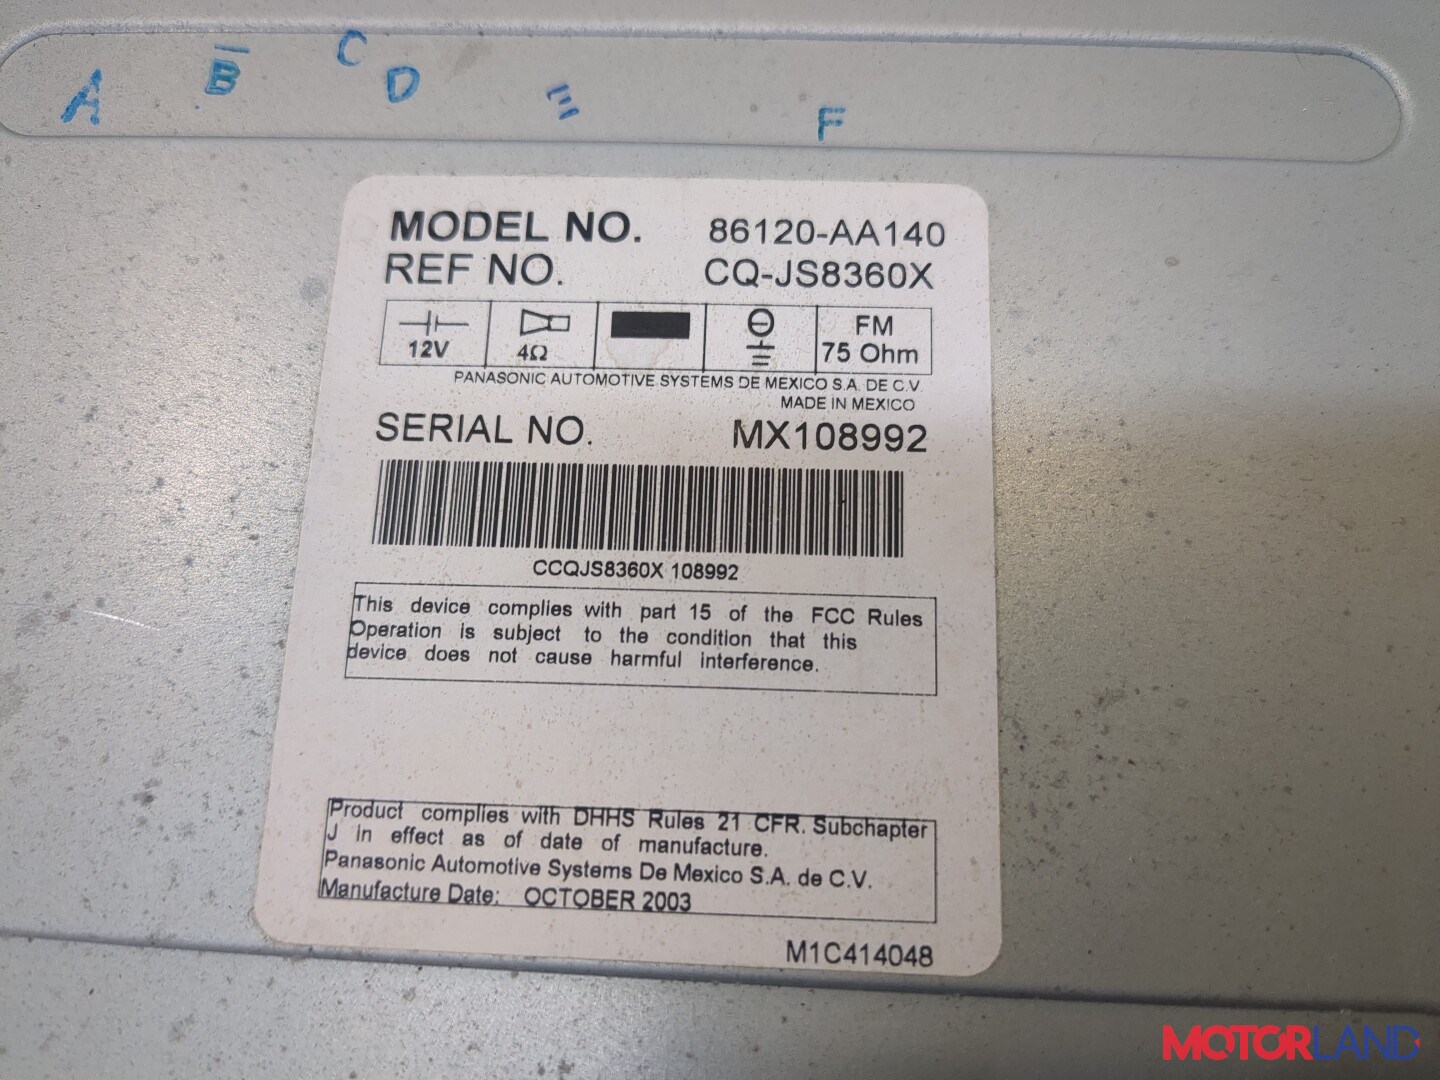 A B C D E F
MODEL NO. 86120-AA140
REF NO. CQ-JS8360X
12V 4Ω FM
75 Ohm
PANASONIC AUTOMOTIVE SYSTEMS DE MEXICO S.A. DE C.V
MADE IN MEXICO
SERIAL NO. MX108992
CCQJS8360X 108992
This device complies with part 15 of the FCC Rules
Operation is subject to the condition that this
device does not cause harmful interference.
Product complies with DHHS Rules 21 CFR. Subchapter
J in effect as of date of manufacture.
Panasonic Automotive Systems De Mexico S.A. de C.V.
Manufacture Date: OCTOBER 2003
M1C414048
MOTORLAND